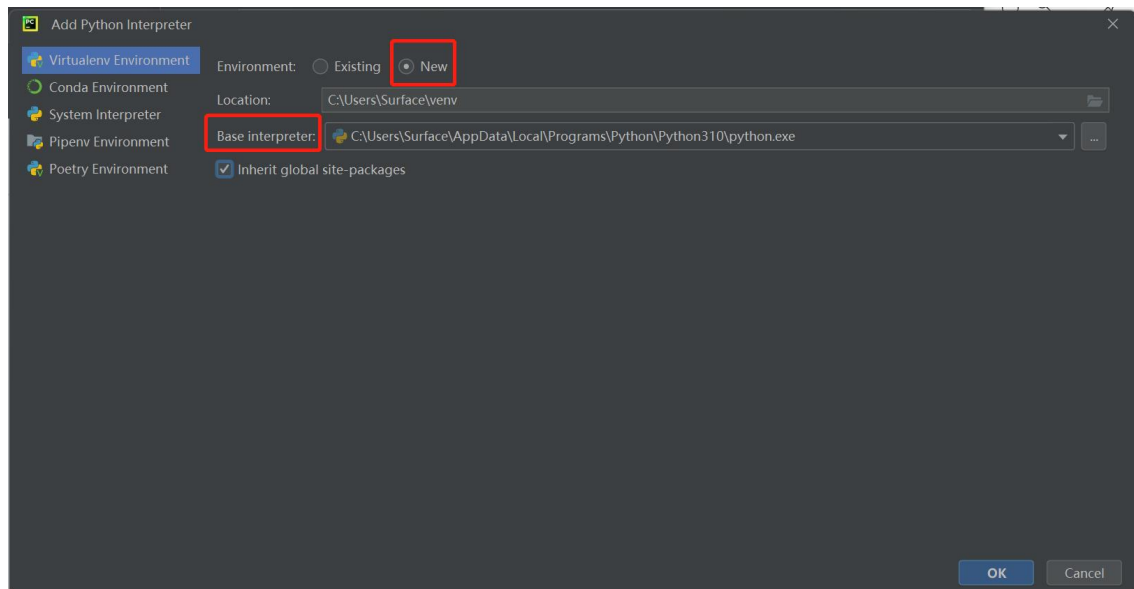 PC
Add Python Interpreter
Virtualenv Environment
Conda Environment
System Interpreter
Pipenv Environment
Poetry Environment
Environment: Existing New
Location: C:\Users\Surface\venv
Base interpreter: C:\Users\Surface\AppData\Local\Programs\Python\Python310\python.exe ...
Inherit global site-packages
OK Cancel